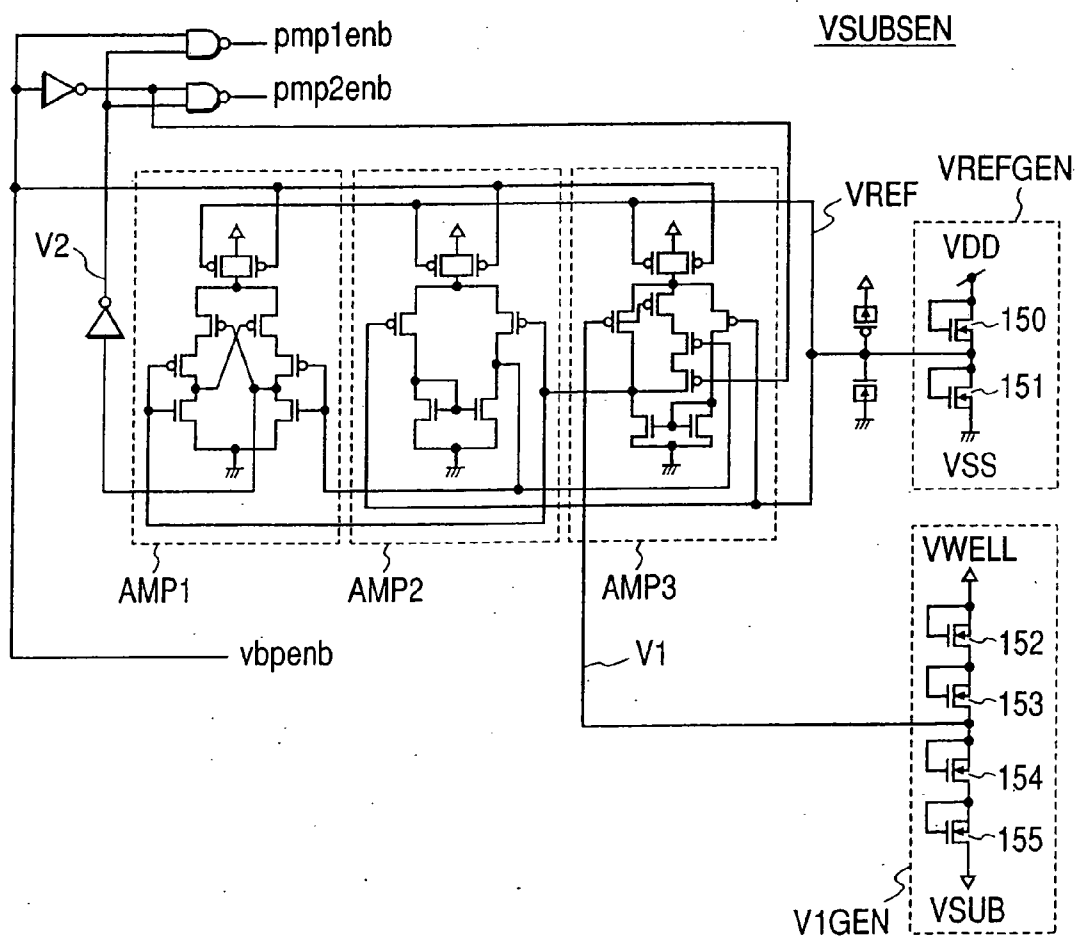 VSUBSEN
pmp1enb
pmp2enb
VREFGEN
VREF
VDD
V2
150
151
VSS
AMP1
AMP2
AMP3
VWELL
vbpenb
V1
152
153
154
155
V1GEN
VSUB